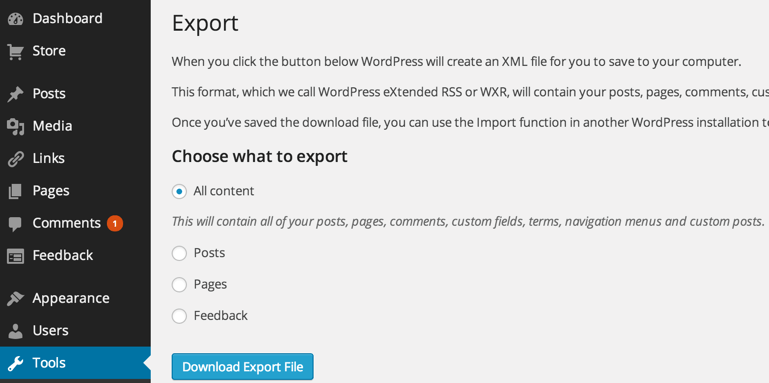 Dashboard
Store
Posts
Media
Links
Pages
Comments 1
Feedback
Appearance
Users
Tools
Export
When you click the button below WordPress will create an XML file for you to save to your computer.
This format, which we call WordPress eXtended RSS or WXR, will contain your posts, pages, comments, cus
Once you've saved the download file, you can use the Import function in another WordPress installation t
Choose what to export
All content
This will contain all of your posts, pages, comments, custom fields, terms, navigation menus and custom posts.
Posts
Pages
Feedback
Download Export File